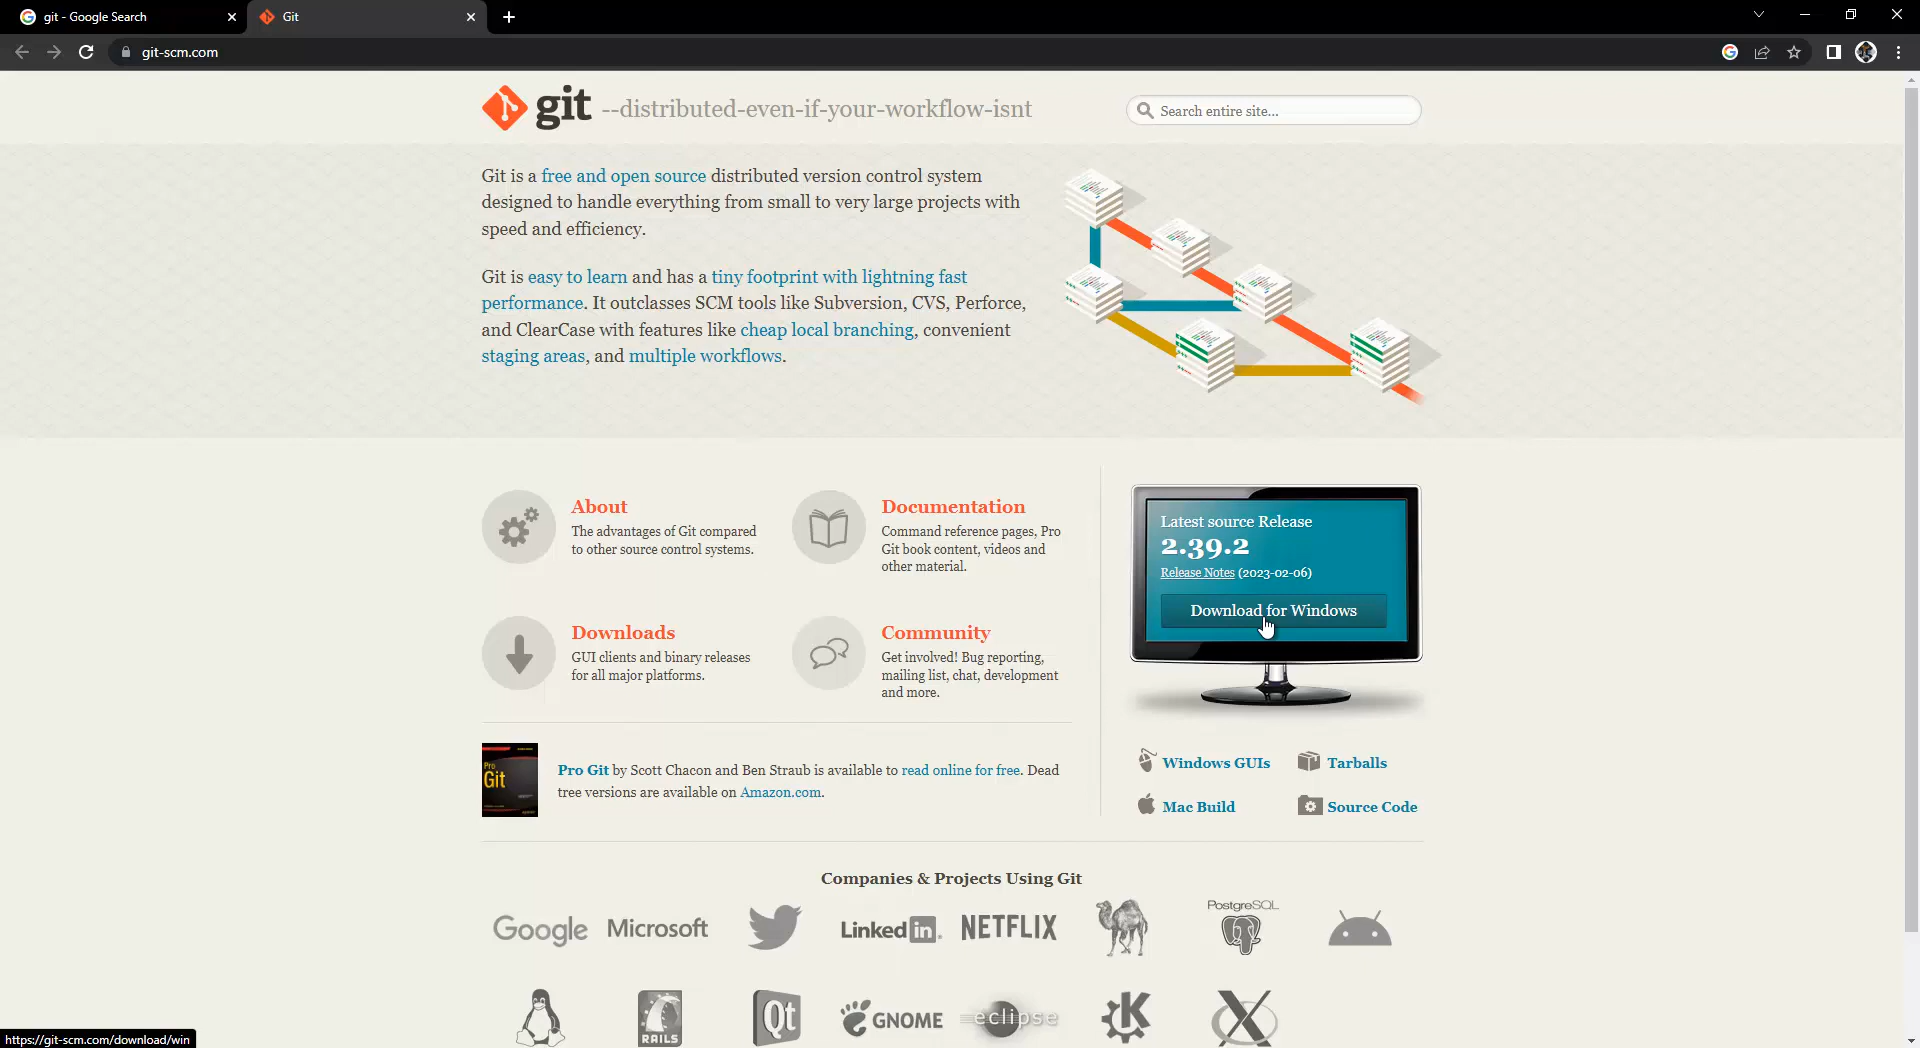 git - Google Search
Git
git-scm.com
git --distributed-even-if-your-workflow-isnt
Search entire site...
Git is a free and open source distributed version control system
designed to handle everything from small to very large projects with
speed and efficiency.
Git is easy to learn and has a tiny footprint with lightning fast
performance. It outclasses SCM tools like Subversion, CVS, Perforce,
and ClearCase with features like cheap local branching, convenient
staging areas, and multiple workflows.
About
The advantages of Git compared
to other source control systems.
Documentation
Command reference pages, Pro
Git book content, videos and
other material.
Downloads
GUI clients and binary releases
for all major platforms.
Community
Get involved! Bug reporting,
mailing list, chat, development
and more.
Latest source Release
2.39.2
Release Notes (2023-02-06)
Download for Windows
Windows GUIs
Tarballs
Mac Build
Source Code
Pro
Git
Pro Git by Scott Chacon and Ben Straub is available to read online for free. Dead
tree versions are available on Amazon.com.
Companies & Projects Using Git
Google
Microsoft
Linked in.
NETFLIX
PostgreSQL
RAILS
Qt
GNOME
eclipse
K
X
https://git-scm.com/download/win